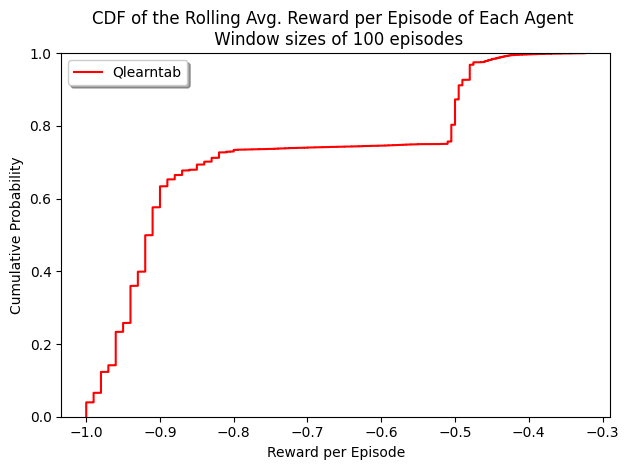 CDF of the Rolling Avg. Reward per Episode of Each Agent
Window sizes of 100 episodes
Qlearntab
Cumulative Probability
1.0
0.8
0.6
0.4
0.2
0.0
−1.0 −0.9 −0.8 −0.7 −0.6 −0.5 −0.4 −0.3
Reward per Episode